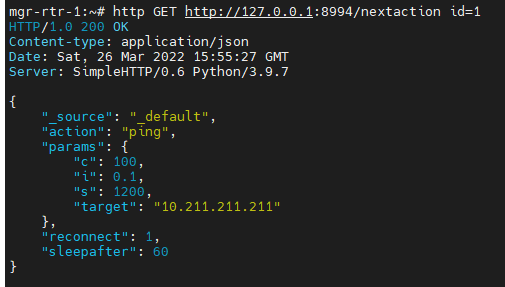 mgr-rtr-1:~# http GET http://127.0.0.1:8994/nextaction id=1
HTTP/1.0 200 OK
Content-type: application/json
Date: Sat, 26 Mar 2022 15:55:27 GMT
Server: SimpleHTTP/0.6 Python/3.9.7

{
    "_source": "_default",
    "action": "ping",
    "params": {
        "c": 100,
        "i": 0.1,
        "s": 1200,
        "target": "10.211.211.211"
    },
    "reconnect": 1,
    "sleepafter": 60
}